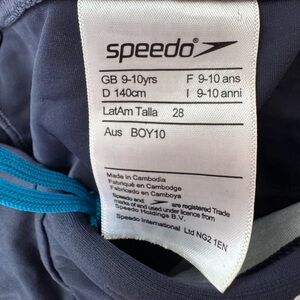 speedo
GB 9-10yrs F 9-10 ans
D 140cm I 9-10 anni
LatAm Talla 28
Aus BOY10
Made in Cambodia
Fabriqué en Cambodge
Fabricado en Camboya
Speedo and are registered Trade
marks of and used under licence from
Speedo Holdings B.V.
Speedo International Ltd NG2 1EN